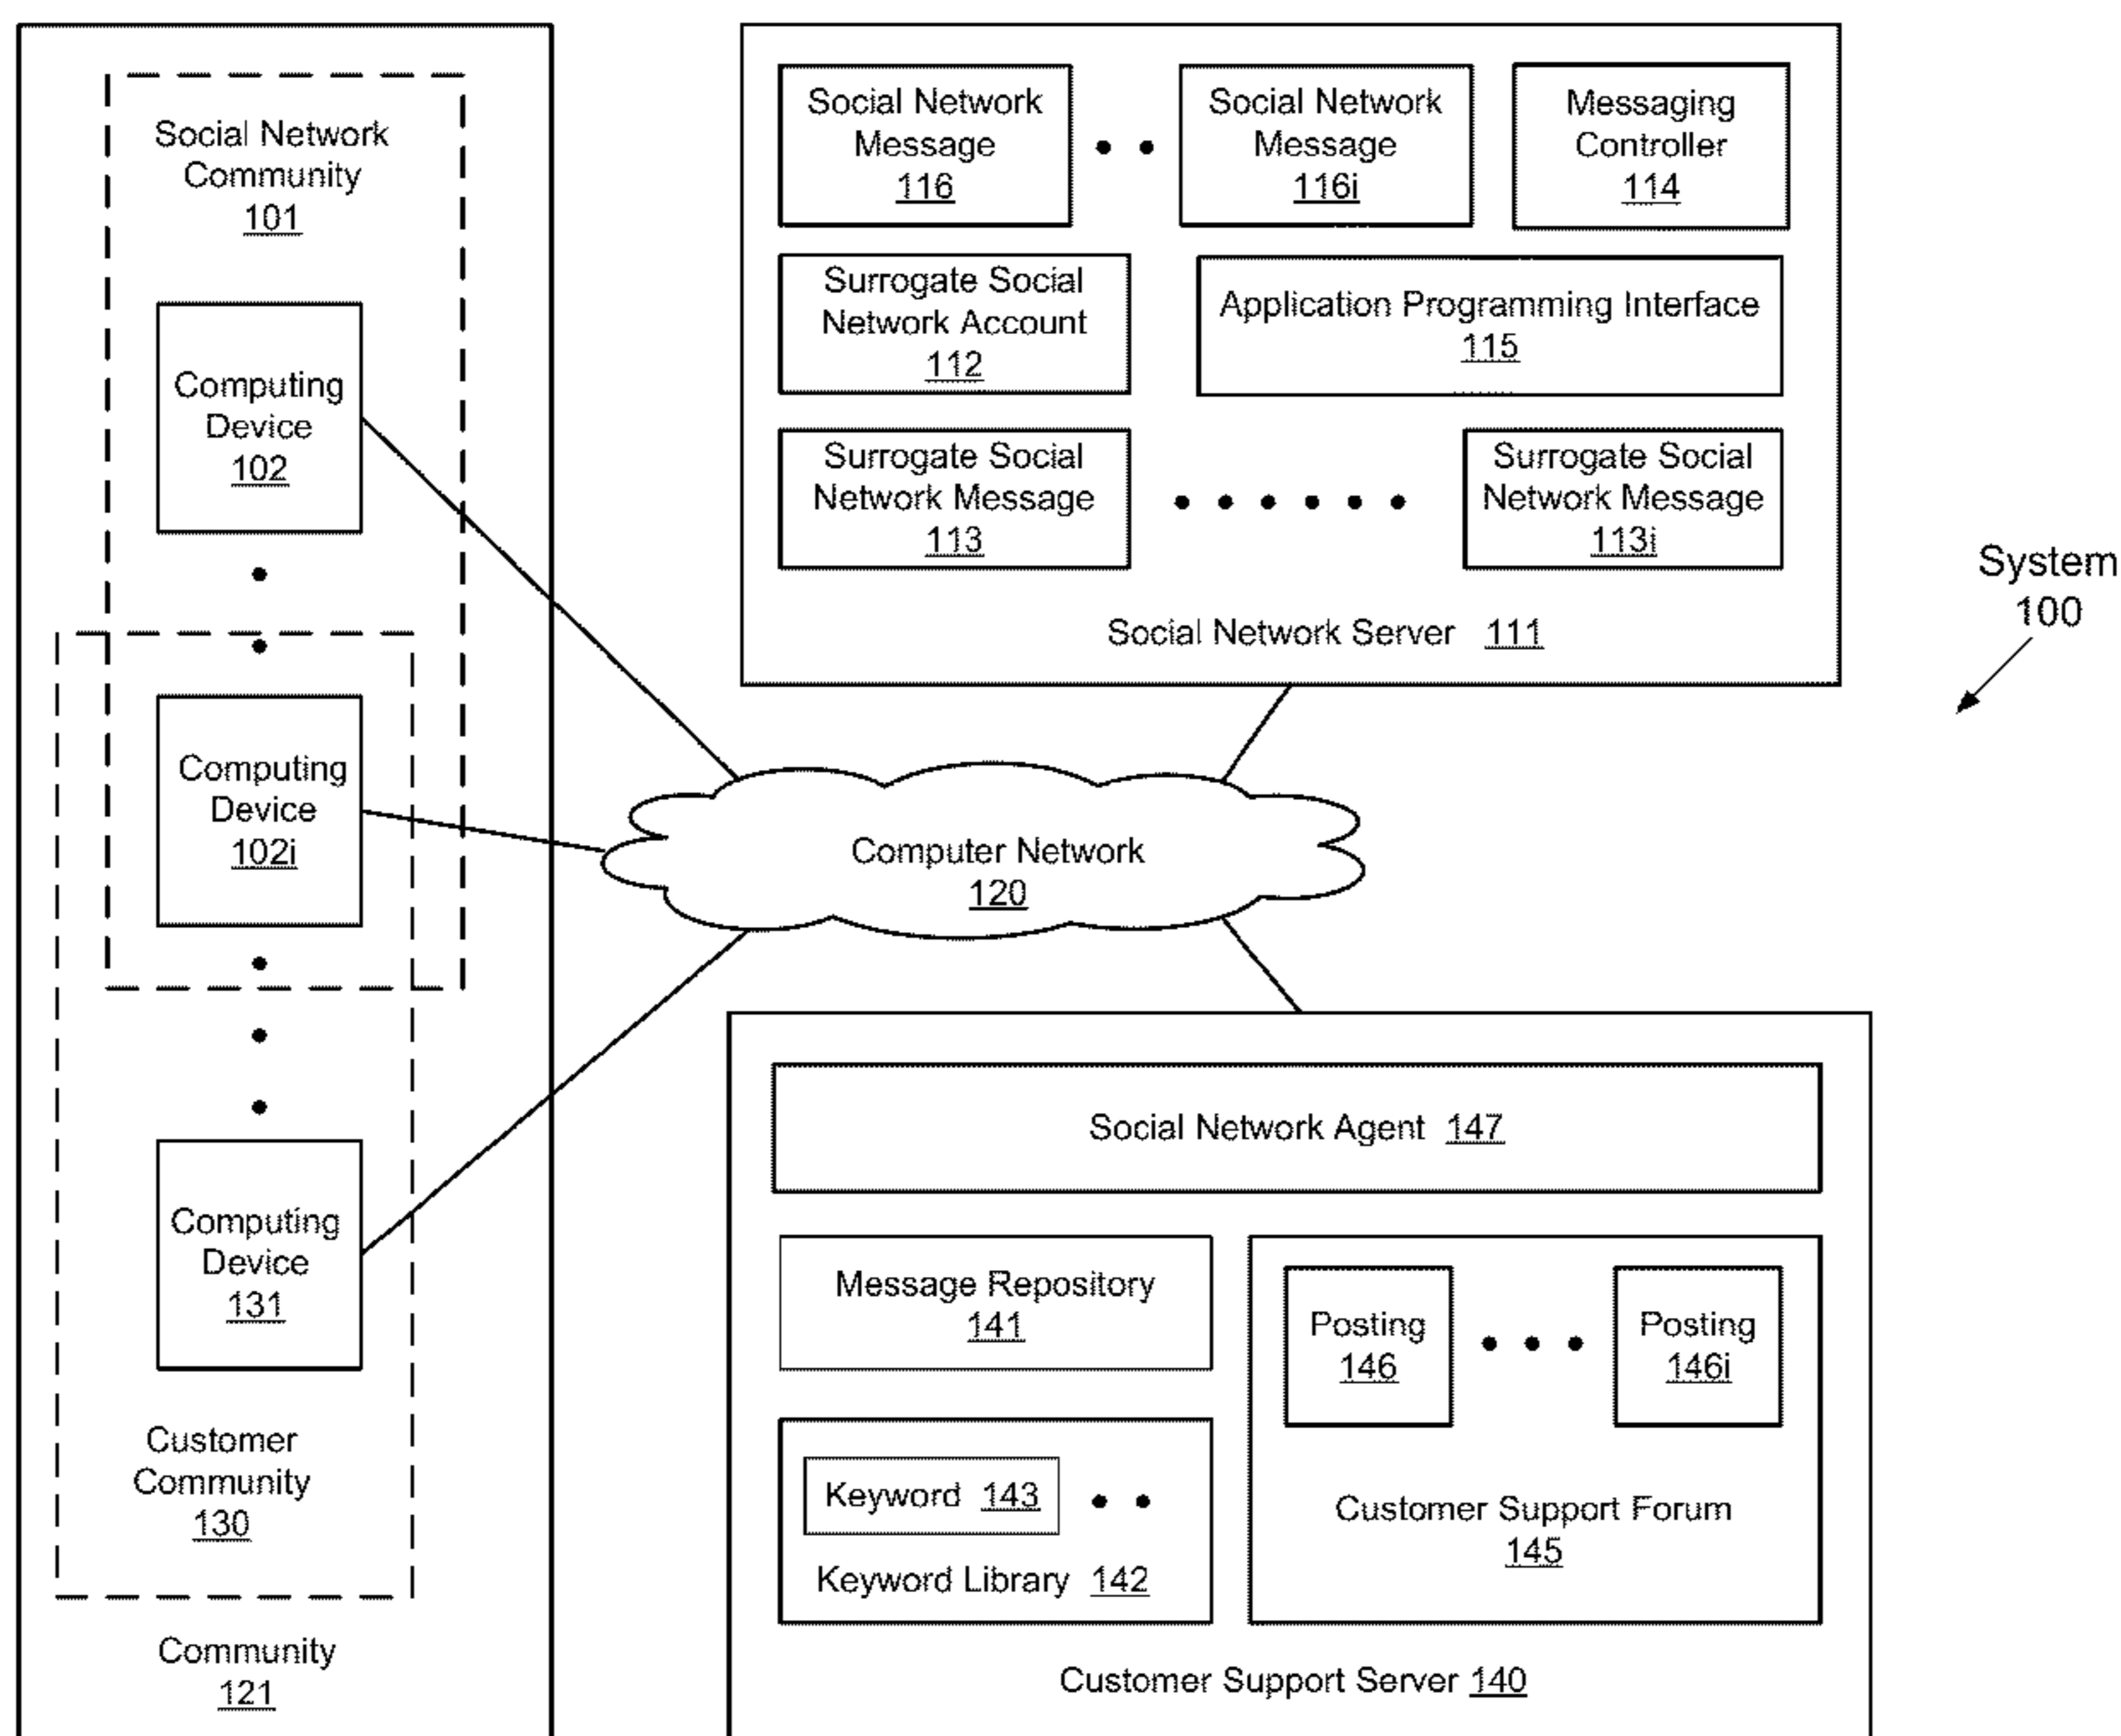 Social Network
Community
101
Computing
Device
102
Computing
Device
102i
Computing
Device
131
Customer
Community
130
Community
121
Social Network
Message
116
Social Network
Message
116i
Messaging
Controller
114
Surrogate Social
Network Account
112
Application Programming Interface
115
Surrogate Social
Network Message
113
Surrogate Social
Network Message
113i
Social Network Server 111
System
100
Computer Network
120
Social Network Agent 147
Message Repository
141
Keyword 143
Keyword Library 142
Posting
146
Posting
146i
Customer Support Forum
145
Customer Support Server 140